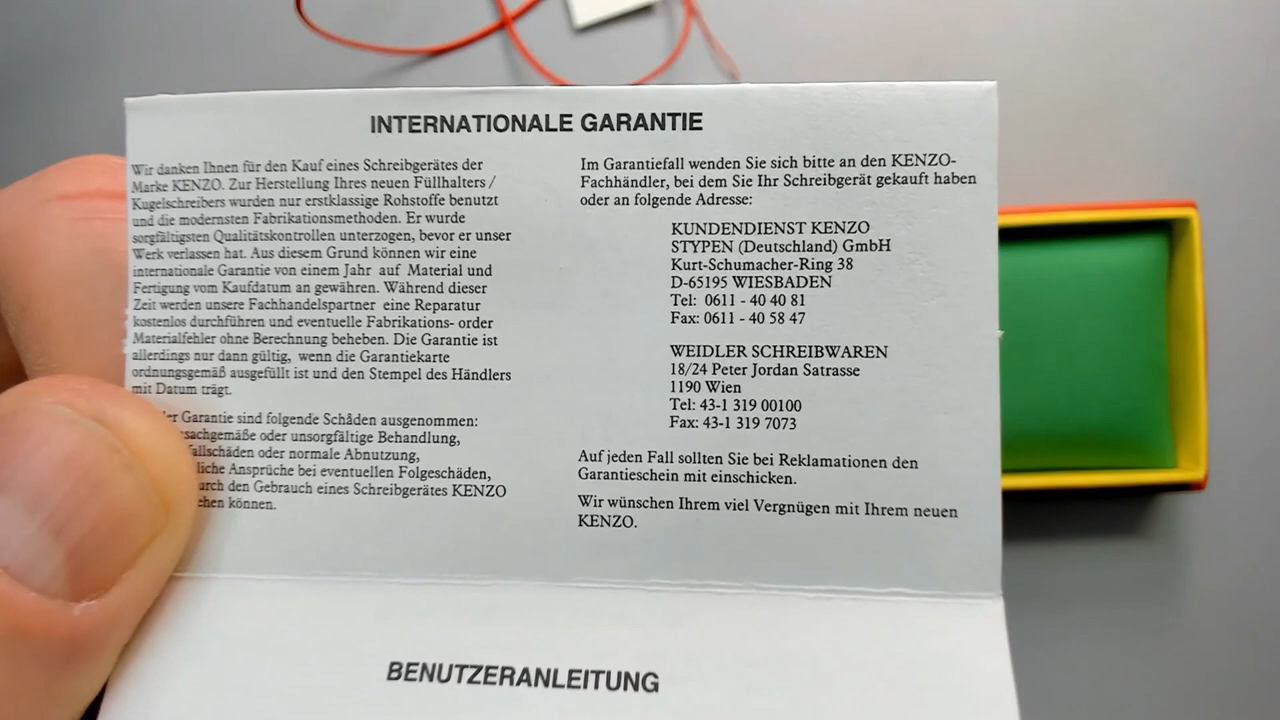 INTERNATIONALE GARANTIE
Wir danken Ihnen für den Kauf eines Schreibgerätes der
Marke KENZO. Zur Herstellung Ihres neuen Füllhalters /
Kugelschreibers wurden nur erstklassige Rohstoffe benutzt
und die modernsten Fabrikationsmethoden. Er wurde
sorgfältigsten Qualitätskontrollen unterzogen, bevor er unser
Werk verlassen hat. Aus diesem Grund können wir eine
internationale Garantie von einem Jahr auf Material und
Fertigung vom Kaufdatum an gewähren. Während dieser
Zeit werden unsere Fachhandelspartner eine Reparatur
kostenlos durchführen und eventuelle Fabrikations- order
Materialfehler ohne Berechnung beheben. Die Garantie ist
allerdings nur dann gültig, wenn die Garantiekarte
ordnungsgemäß ausgefüllt ist und den Stempel des Händlers
mit Datum trägt.
Garantie sind folgende Schåden ausgenommen:
oder unsorgfältige Behandlung,
oder normale Abnutzung,
Ansprüche bei eventuellen Folgeschäden,
den Gebrauch eines Schreibgerätes KENZO
können.
Im Garantiefall wenden Sie sich bitte an den KENZO-
Fachhändler, bei dem Sie Ihr Schreibgerät gekauft haben
oder an folgende Adresse:
KUNDENDIENST KENZO
STYPEN (Deutschland) GmbH
Kurt-Schumacher-Ring 38
D-65195 WIESBADEN
Tel: 0611 - 40 40 81
Fax: 0611 - 40 58 47
WEIDLER SCHREIBWAREN
18/24 Peter Jordan Satrasse
1190 Wien
Tel: 43-1 319 00100
Fax: 43-1 319 7073
Auf jeden Fall sollten Sie bei Reklamationen den
Garantieschein mit einschicken.
Wir wünschen Ihrem viel Vergnügen mit Ihrem neuen
KENZO.
BENUTZERANLEITUNG